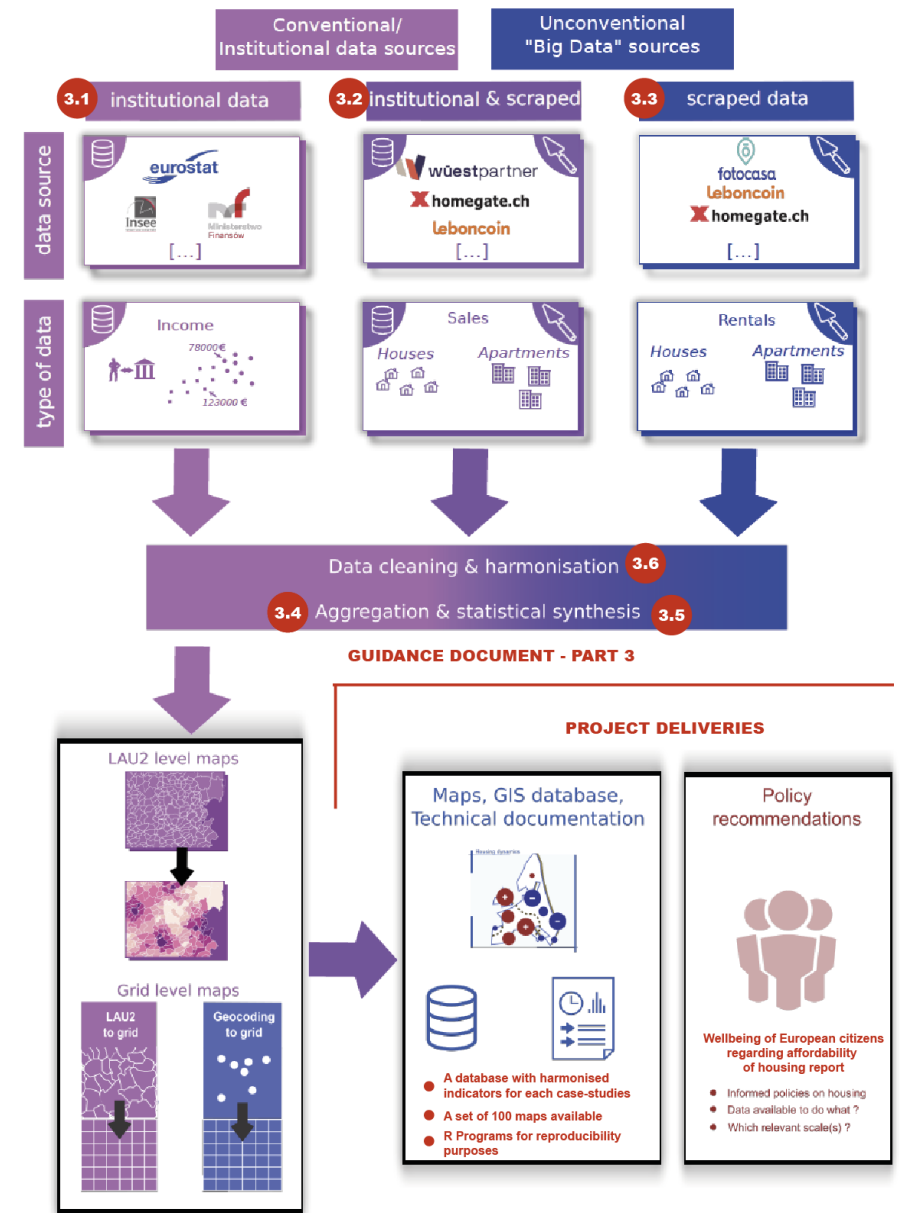 Conventional/
Institutional data sources
Unconventional
"Big Data" sources
3.1 institutional data
3.2 institutional & scraped
3.3 scraped data
data source
eurostat
Insee
Ministerstwo
Finansów
[...]
wüestpartner
homegate.ch
leboncoin
[...]
fotocasa
leboncoin
homegate.ch
[...]
type of data
Income
78000€
123000 €
Sales
Houses
Apartments
Rentals
Houses
Apartments
Data cleaning & harmonisation 3.6
3.4 Aggregation & statistical synthesis 3.5
GUIDANCE DOCUMENT - PART 3
PROJECT DELIVERIES
LAU2 level maps
Grid level maps
LAU2
to grid
Geocoding
to grid
Maps, GIS database,
Technical documentation
A database with harmonised
indicators for each case-studies
A set of 100 maps available
R Programs for reproducibility
purposes
Policy
recommendations
Wellbeing of European citizens
regarding affordability
of housing report
Informed policies on housing
Data available to do what ?
Which relevant scale(s) ?